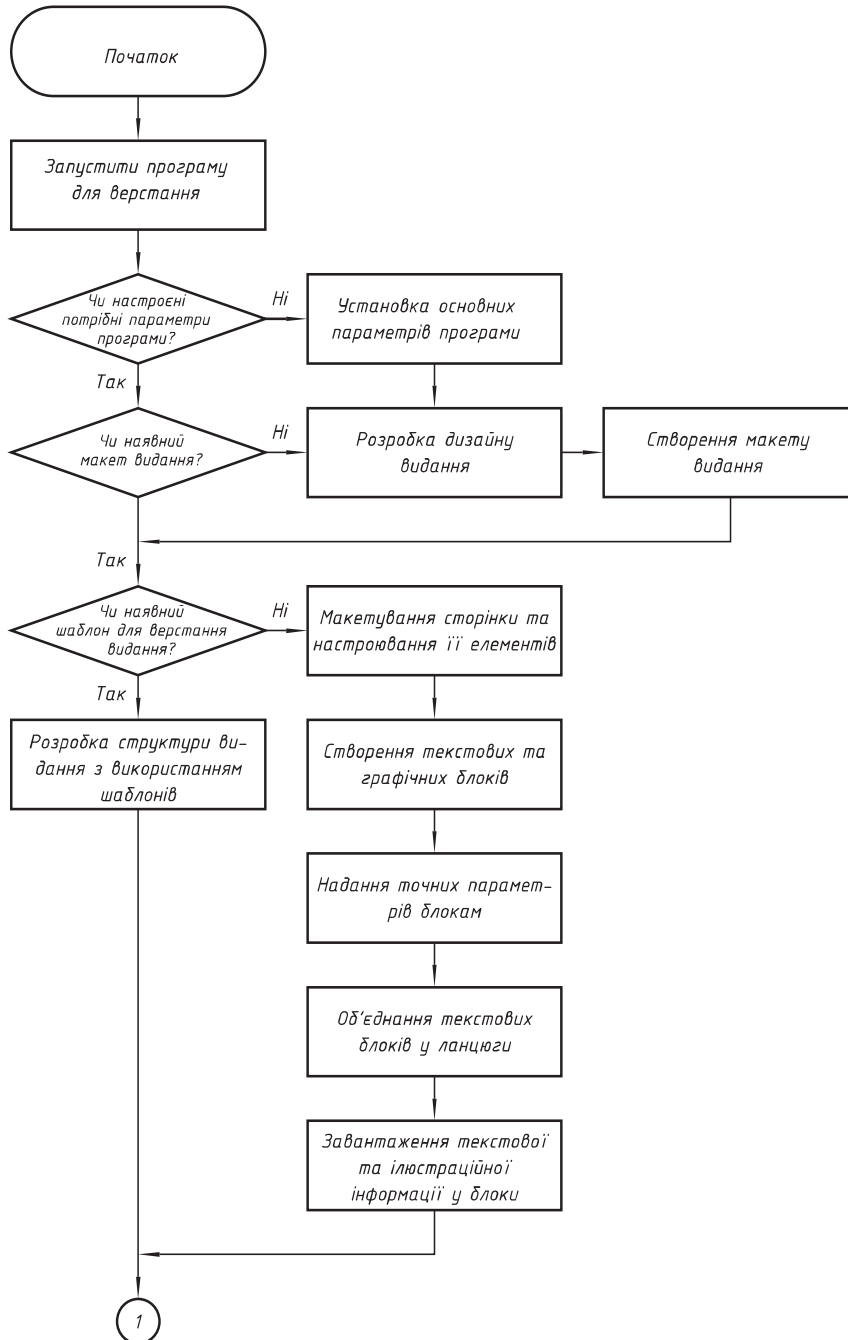 Початок
Запустити програму
для верстання
Чи настроєні
потрібні параметри
програми?
Ні
Установка основних
параметрів програми
Так
Чи наявний
макет видання?
Ні
Розробка дизайну
видання
Створення макету
видання
Так
Чи наявний
шаблон для верстання
видання?
Ні
Макетування сторінки та
настроювання її елементів
Так
Розробка структури ви-
дання з використанням
шаблонів
Створення текстових та
графічних блоків
Надання точних парамет-
рів блокам
Об'єднання текстових
блоків у ланцюги
Завантаження текстової
та ілюстраційної
інформації у блоки
1